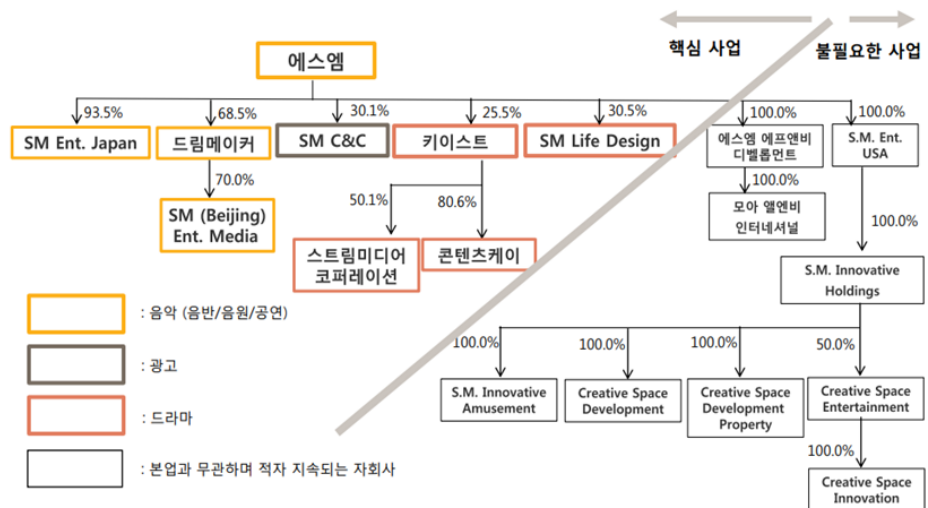 핵심 사업
불필요한 사업
에스엠
93.5%
68.5%
30.1%
25.5%
30.5%
100.0%
100.0%
SM Ent. Japan
드림메이커
SM C&C
키이스트
SM Life Design
에스엠 에프앤비
디벨롭먼트
S.M. Ent.
USA
70.0%
50.1%
80.6%
100.0%
100.0%
SM (Beijing)
Ent. Media
스트림미디어
코퍼레이션
콘텐츠케이
모아 앨엔비
인터네셔널
S.M. Innovative
Holdings
100.0%
100.0%
100.0%
50.0%
S.M. Innovative
Amusement
Creative Space
Development
Creative Space
Development
Property
Creative Space
Entertainment
100.0%
Creative Space
Innovation
: 음악 (음반/음원/공연)
: 광고
: 드라마
: 본업과 무관하며 적자 지속되는 자회사